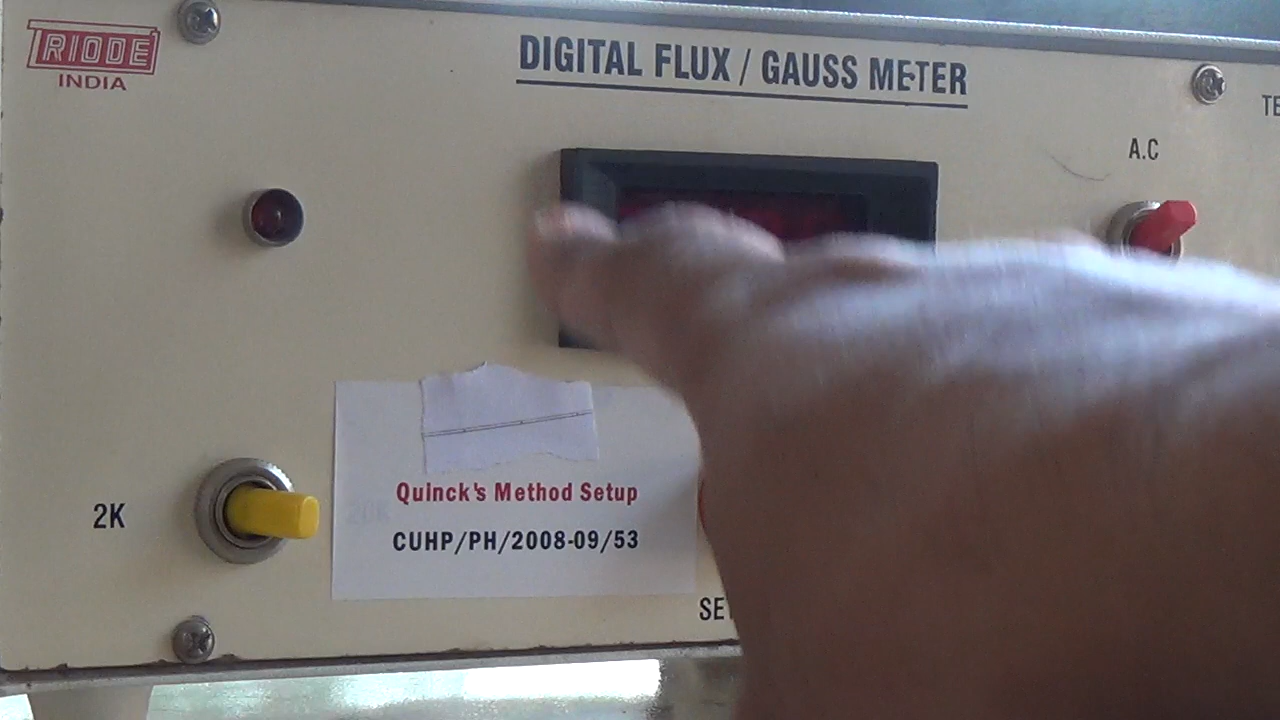 TRIODE
INDIA
DIGITAL FLUX / GAUSS METER
A.C
2K
Quinck's Method Setup
CUHP/PH/2008-09/53